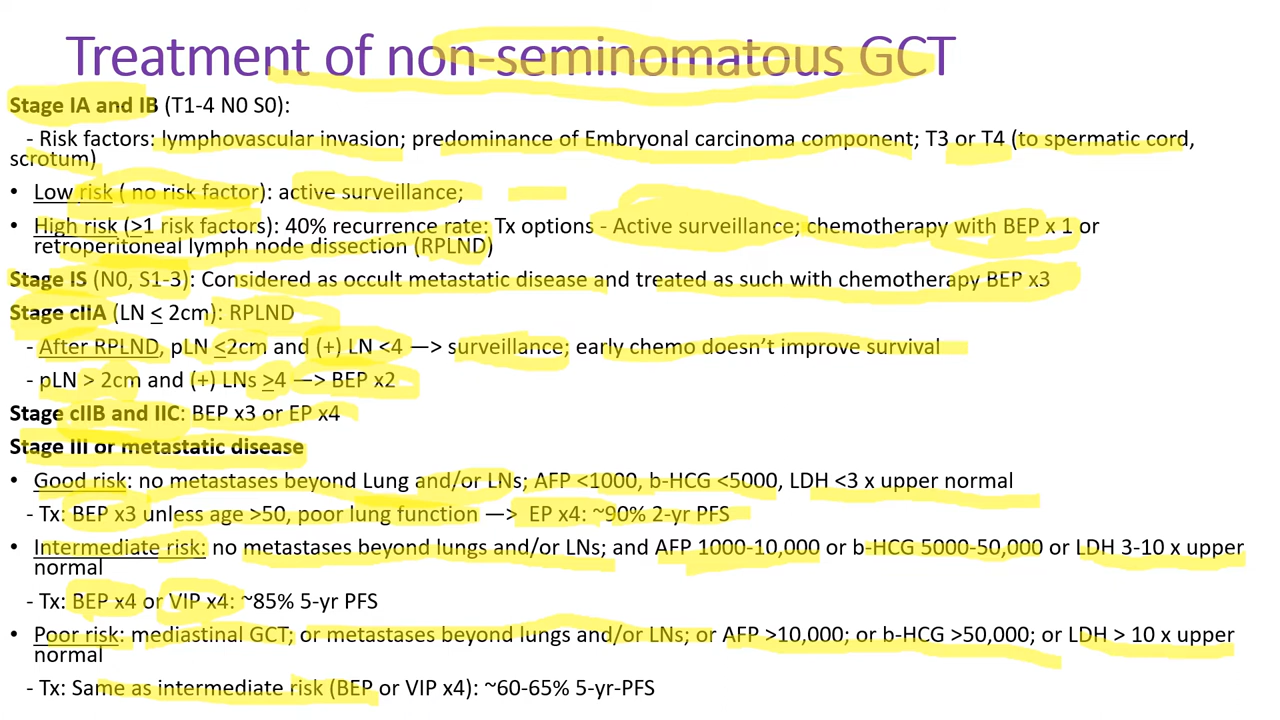 Treatment of non-seminomatous GCT
Stage IA and IB (T1-4 N0 S0):
- Risk factors: lymphovascular invasion; predominance of Embryonal carcinoma component; T3 or T4 (to spermatic cord,
scrotum)
• Low risk ( no risk factor): active surveillance;
• High risk (>1 risk factors): 40% recurrence rate: Tx options - Active surveillance; chemotherapy with BEP x 1 or
retroperitoneal lymph node dissection (RPLND)
Stage IS (N0, S1-3): Considered as occult metastatic disease and treated as such with chemotherapy BEP x3
Stage cIIA (LN < 2cm): RPLND
- After RPLND, pLN <2cm and (+) LN <4 —> surveillance; early chemo doesn't improve survival
- pLN > 2cm and (+) LNs >4 —> BEP x2
Stage cIIB and IIC: BEP x3 or EP x4
Stage III or metastatic disease
• Good risk: no metastases beyond Lung and/or LNs; AFP <1000, b-HCG <5000, LDH <3 x upper normal
- Tx: BEP x3 unless age >50, poor lung function —> EP x4: ~90% 2-yr PFS
• Intermediate risk: no metastases beyond lungs and/or LNs; and AFP 1000-10,000 or b-HCG 5000-50,000 or LDH 3-10 x upper
normal
- Tx: BEP x4 or VIP x4: ~85% 5-yr PFS
• Poor risk: mediastinal GCT; or metastases beyond lungs and/or LNs; or AFP >10,000; or b-HCG >50,000; or LDH > 10 x upper
normal
- Tx: Same as intermediate risk (BEP or VIP x4): ~60-65% 5-yr-PFS